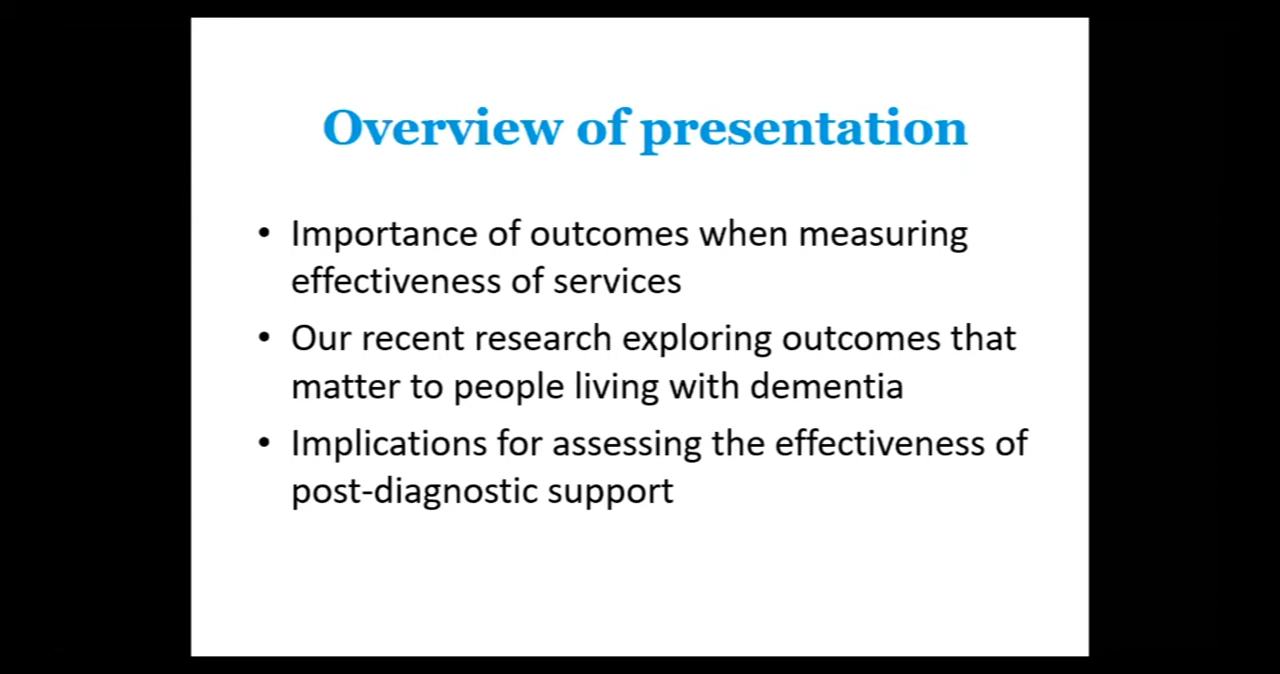 Overview of presentation
• Importance of outcomes when measuring
effectiveness of services
• Our recent research exploring outcomes that
matter to people living with dementia
• Implications for assessing the effectiveness of
post-diagnostic support